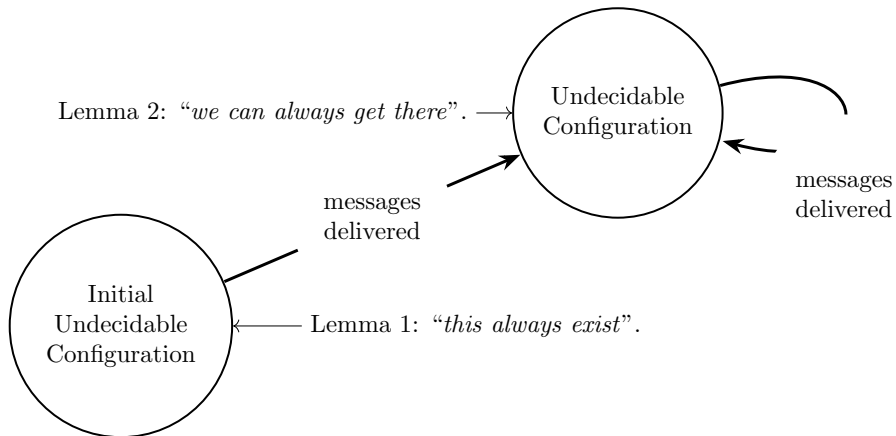 Undecidable
Configuration
Lemma 2: “we can always get there”.
messages
delivered
messages
delivered
Initial
Undecidable
Configuration
Lemma 1: “this always exist”.